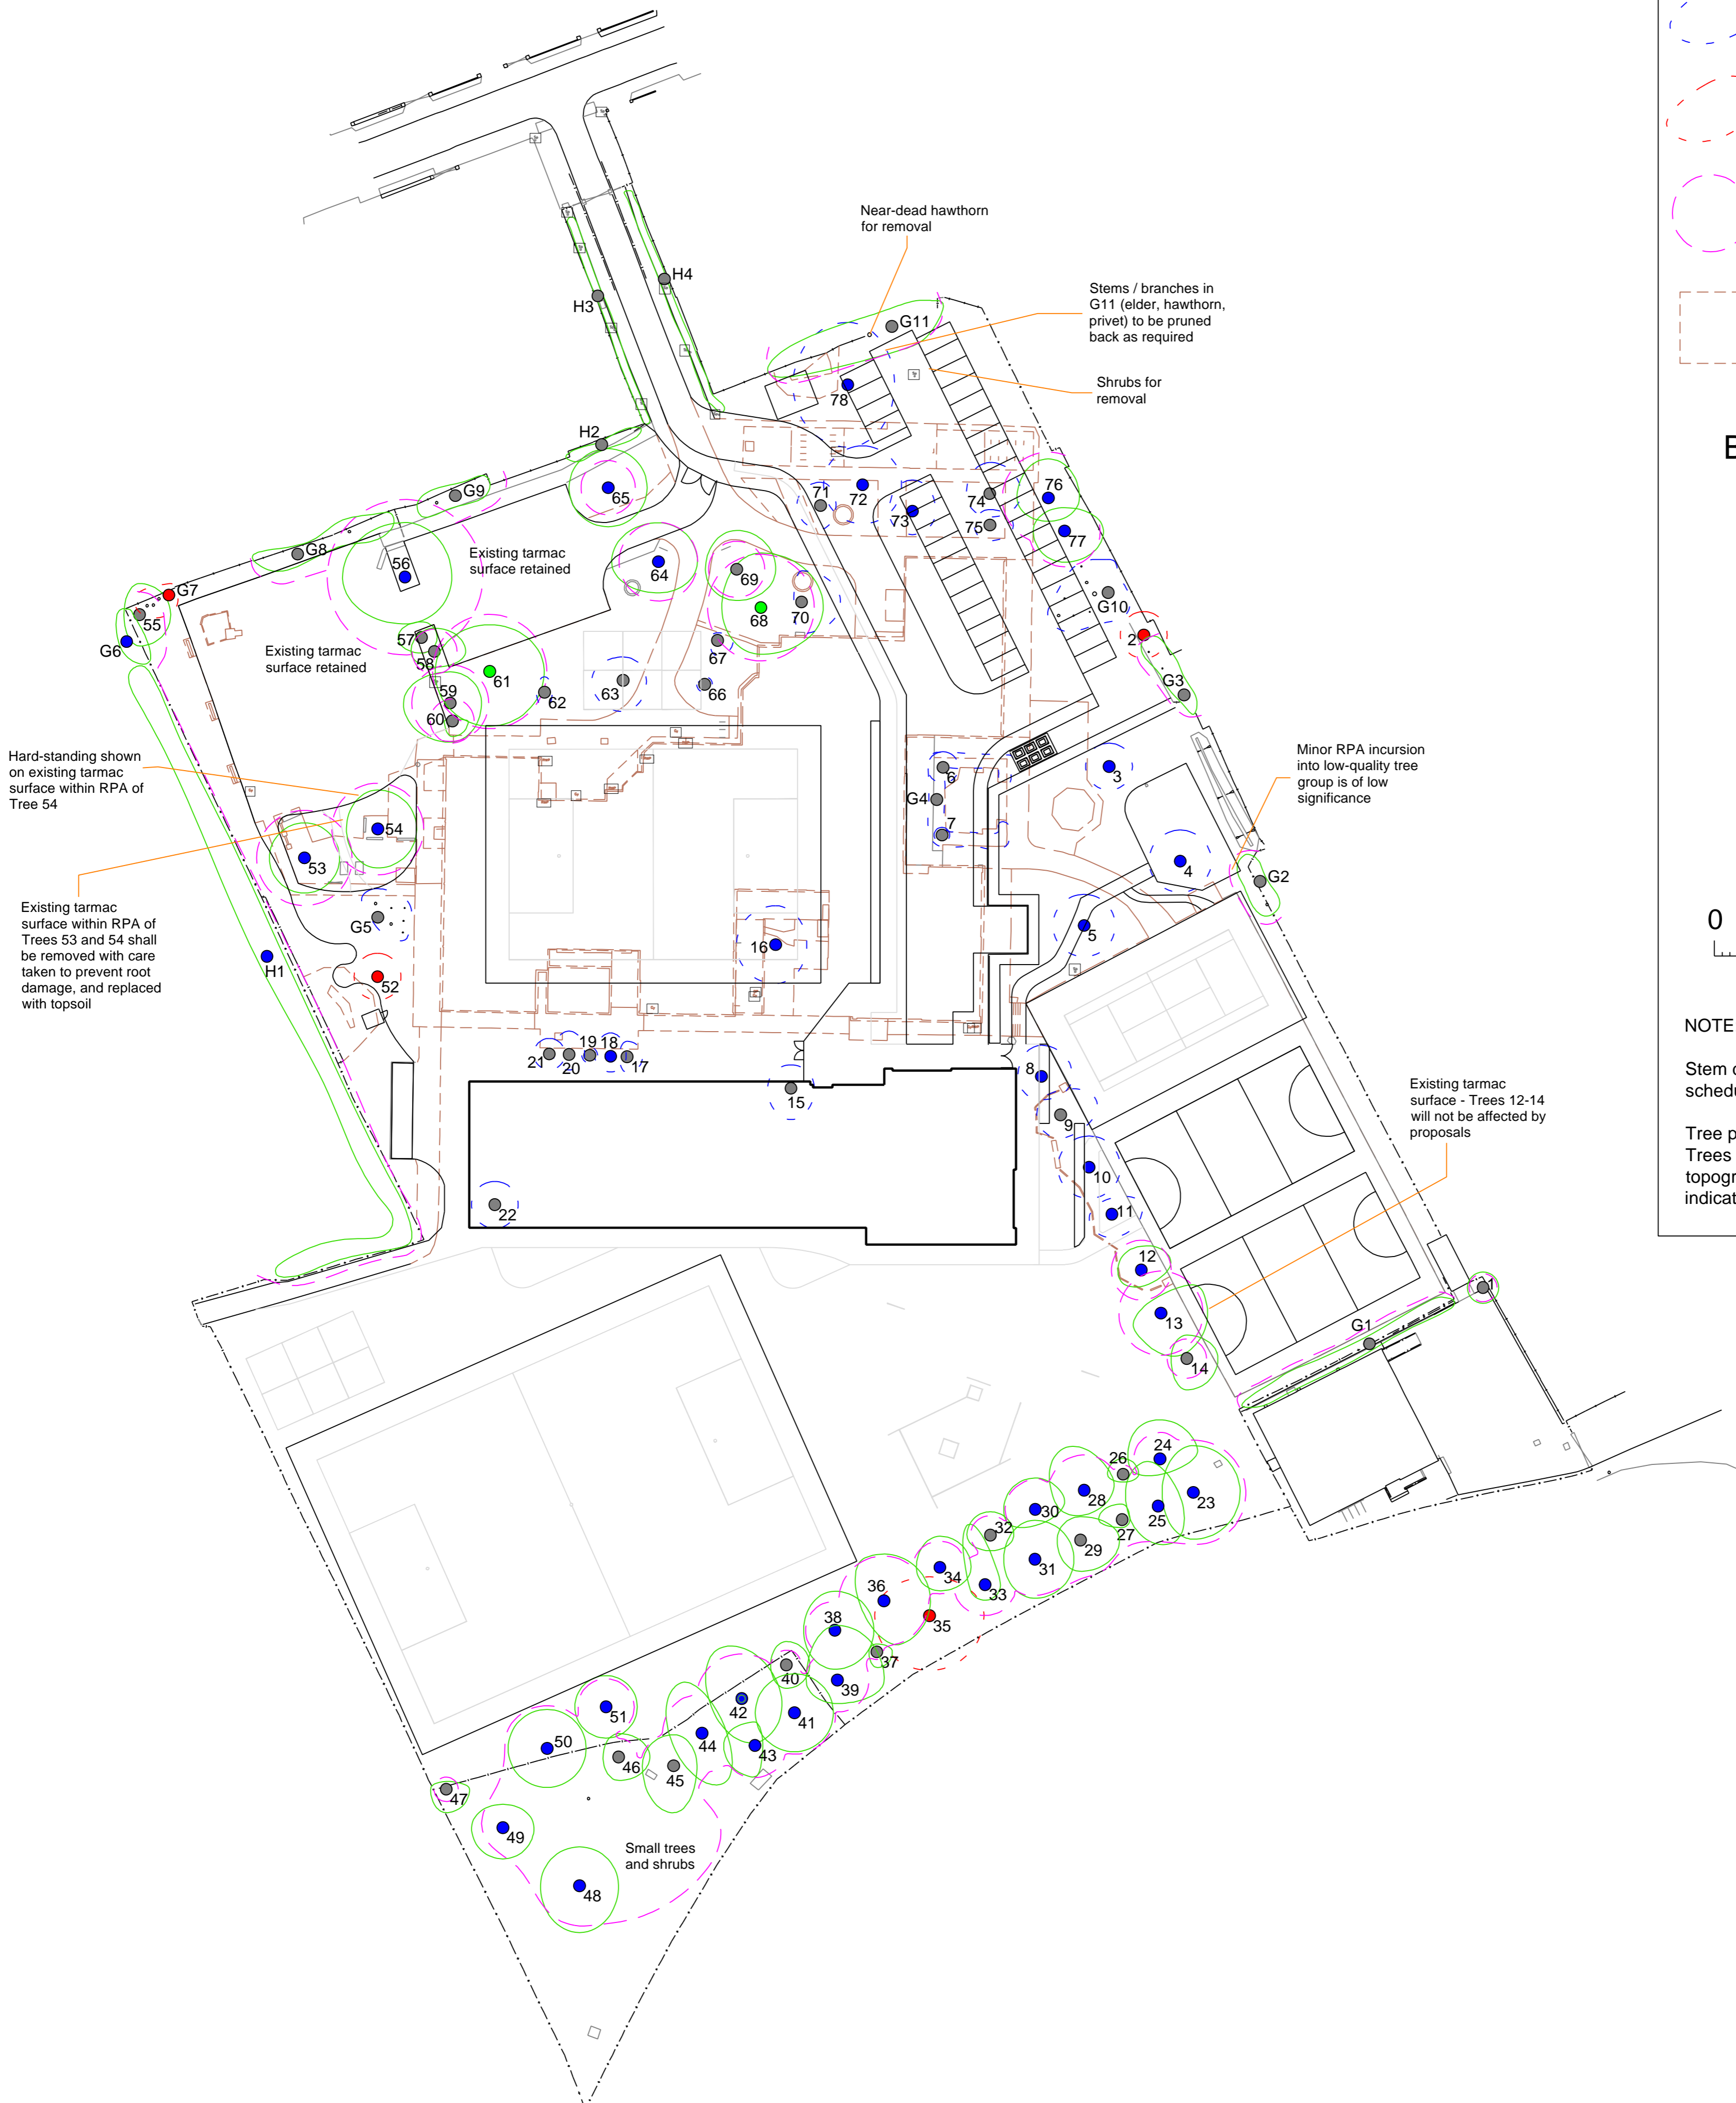 Near-dead hawthorn
for removal
Stems / branches in
G11 (elder, hawthorn,
privet) to be pruned
back as required
Shrubs for
removal
H4
H3
G11
78
H2
65
G9
G8
56
Existing tarmac
surface retained
64
69
68
70
71
72
73
74
75
76
77
G10
2
G3
G7
55
G6
Existing tarmac
surface retained
57
58
59
60
61
62
63
67
66
Hard-standing shown
on existing tarmac
surface within RPA of
Tree 54
54
53
Existing tarmac
surface within RPA of
Trees 53 and 54 shall
be removed with care
taken to prevent root
damage, and replaced
with topsoil
G5
H1
52
6
G4
7
3
4
5
Minor RPA incursion
into low-quality tree
group is of low
significance
G2
16
21
20
19
18
17
15
22
8
9
10
11
12
13
14
Existing tarmac
surface - Trees 12-14
will not be affected by
proposals
1
G1
24
26
23
25
27
28
29
30
31
32
33
34
35
36
37
38
39
40
41
42
43
44
45
46
47
48
49
50
51
Small trees
and shrubs
0
NOTE